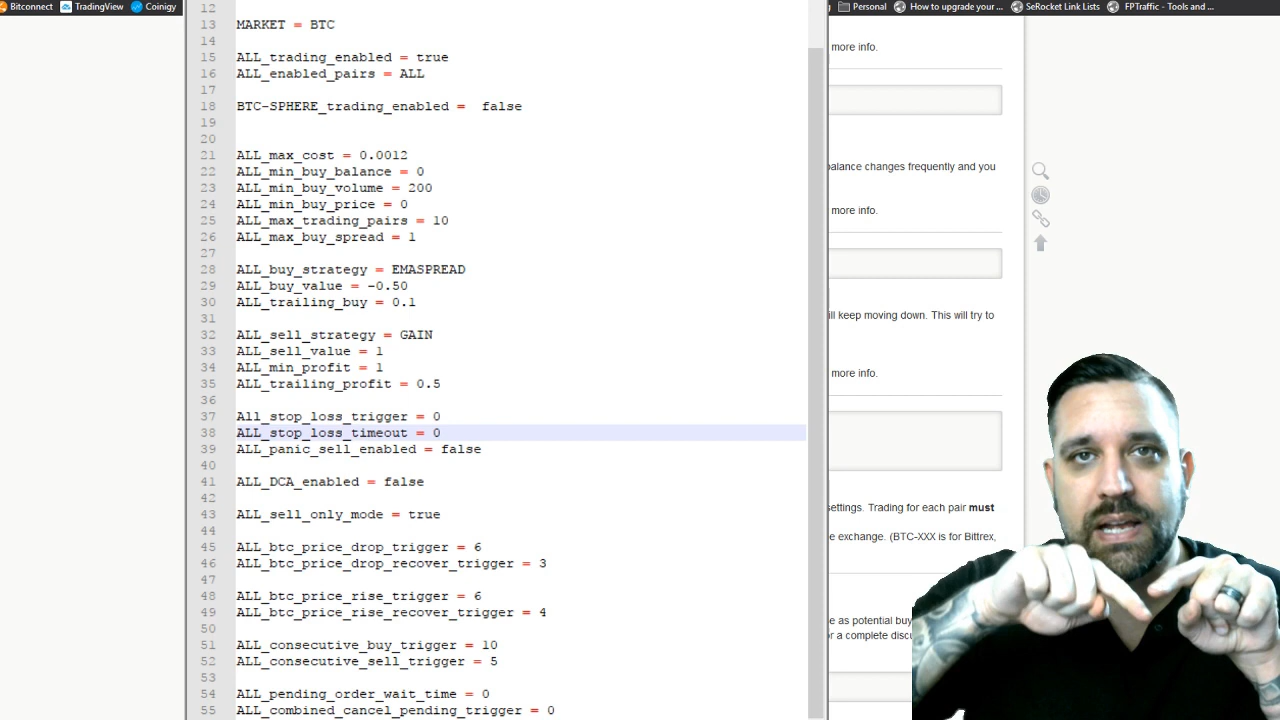 Bitconnect TradingView Coinigy
Personal How to upgrade your ... SeRocket Link Lists FPTraffic - Tools and ...
12
13 MARKET = BTC
14
15 ALL_trading_enabled = true
16 ALL_enabled_pairs = ALL
17
18 BTC-SPHERE_trading_enabled = false
19
20
21 ALL_max_cost = 0.0012
22 ALL_min_buy_balance = 0
23 ALL_min_buy_volume = 200
24 ALL_min_buy_price = 0
25 ALL_max_trading_pairs = 10
26 ALL_max_buy_spread = 1
27
28 ALL_buy_strategy = EMASPREAD
29 ALL_buy_value = -0.50
30 ALL_trailing_buy = 0.1
31
32 ALL_sell_strategy = GAIN
33 ALL_sell_value = 1
34 ALL_min_profit = 1
35 ALL_trailing_profit = 0.5
36
37 All_stop_loss_trigger = 0
38 ALL_stop_loss_timeout = 0
39 ALL_panic_sell_enabled = false
40
41 ALL_DCA_enabled = false
42
43 ALL_sell_only_mode = true
44
45 ALL_btc_price_drop_trigger = 6
46 ALL_btc_price_drop_recover_trigger = 3
47
48 ALL_btc_price_rise_trigger = 6
49 ALL_btc_price_rise_recover_trigger = 4
50
51 ALL_consecutive_buy_trigger = 10
52 ALL_consecutive_sell_trigger = 5
53
54 ALL_pending_order_wait_time = 0
55 ALL_combined_cancel_pending_trigger = 0
more info.
balance changes frequently and you
more info.
will keep moving down. This will try to
more info.
settings. Trading for each pair must
e exchange. (BTC-XXX is for Bittrex,
se as potential buy
or a complete discu